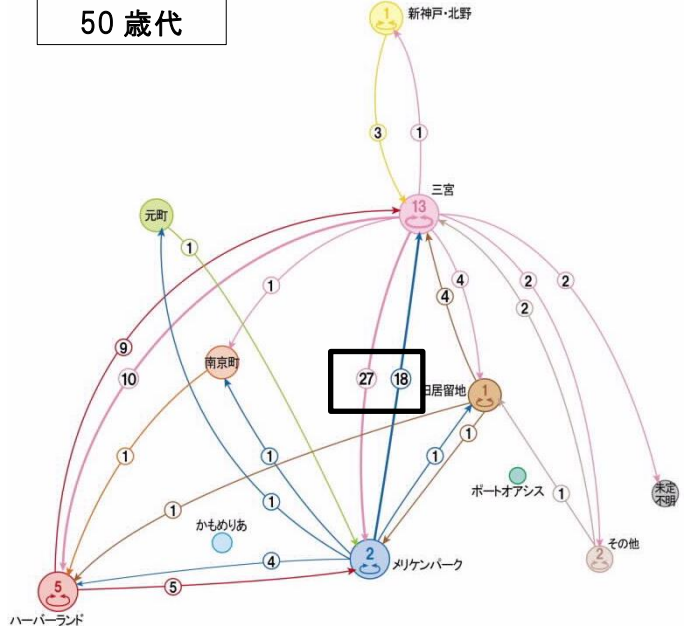 50 歳代
1
新神戸・北野
3
1
三宮
13
元町
1
1
4
4
2
2
2
9
10
南京町
27
18
旧居留地
1
1
1
1
1
ポートオアシス
1
未定
不明
1
1
かもめりあ
4
2
メリケンパーク
2
その他
5
5
ハーバーランド